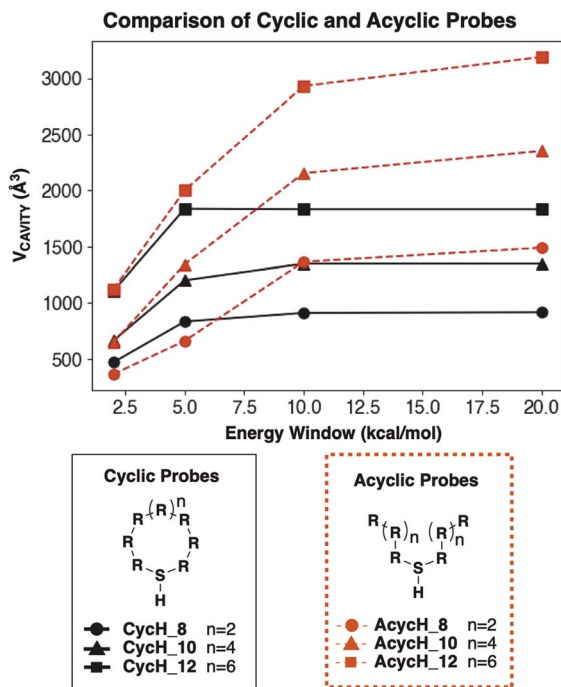 Comparison of Cyclic and Acyclic Probes
V_CAVITY (Å³)
3000
2500
2000
1500
1000
500
2.5 5.0 7.5 10.0 12.5 15.0 17.5 20.0
Energy Window (kcal/mol)
Cyclic Probes
(R)n
R R
R R
R R
S
H
CycH_8 n=2
CycH_10 n=4
CycH_12 n=6
Acyclic Probes
R R
(R)n (R)n
R R
S
H
AcycH_8 n=2
AcycH_10 n=4
AcycH_12 n=6